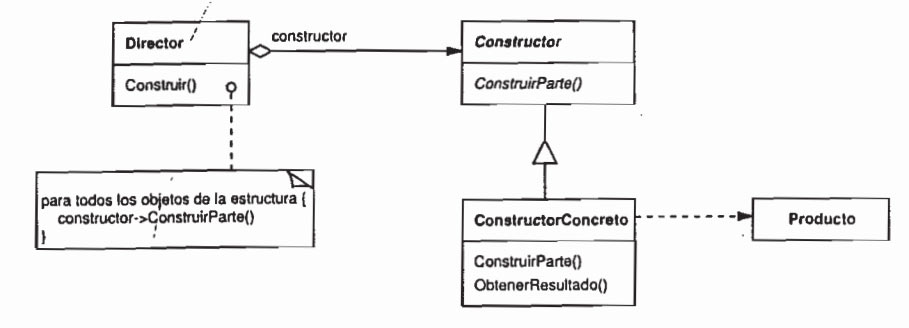 Director
Construir()
constructor
Constructor
ConstruirParte()
para todos los objetos de la estructura {
constructor->ConstruirParte()
}
ConstructorConcreto
ConstruirParte()
ObtenerResultado()
Producto